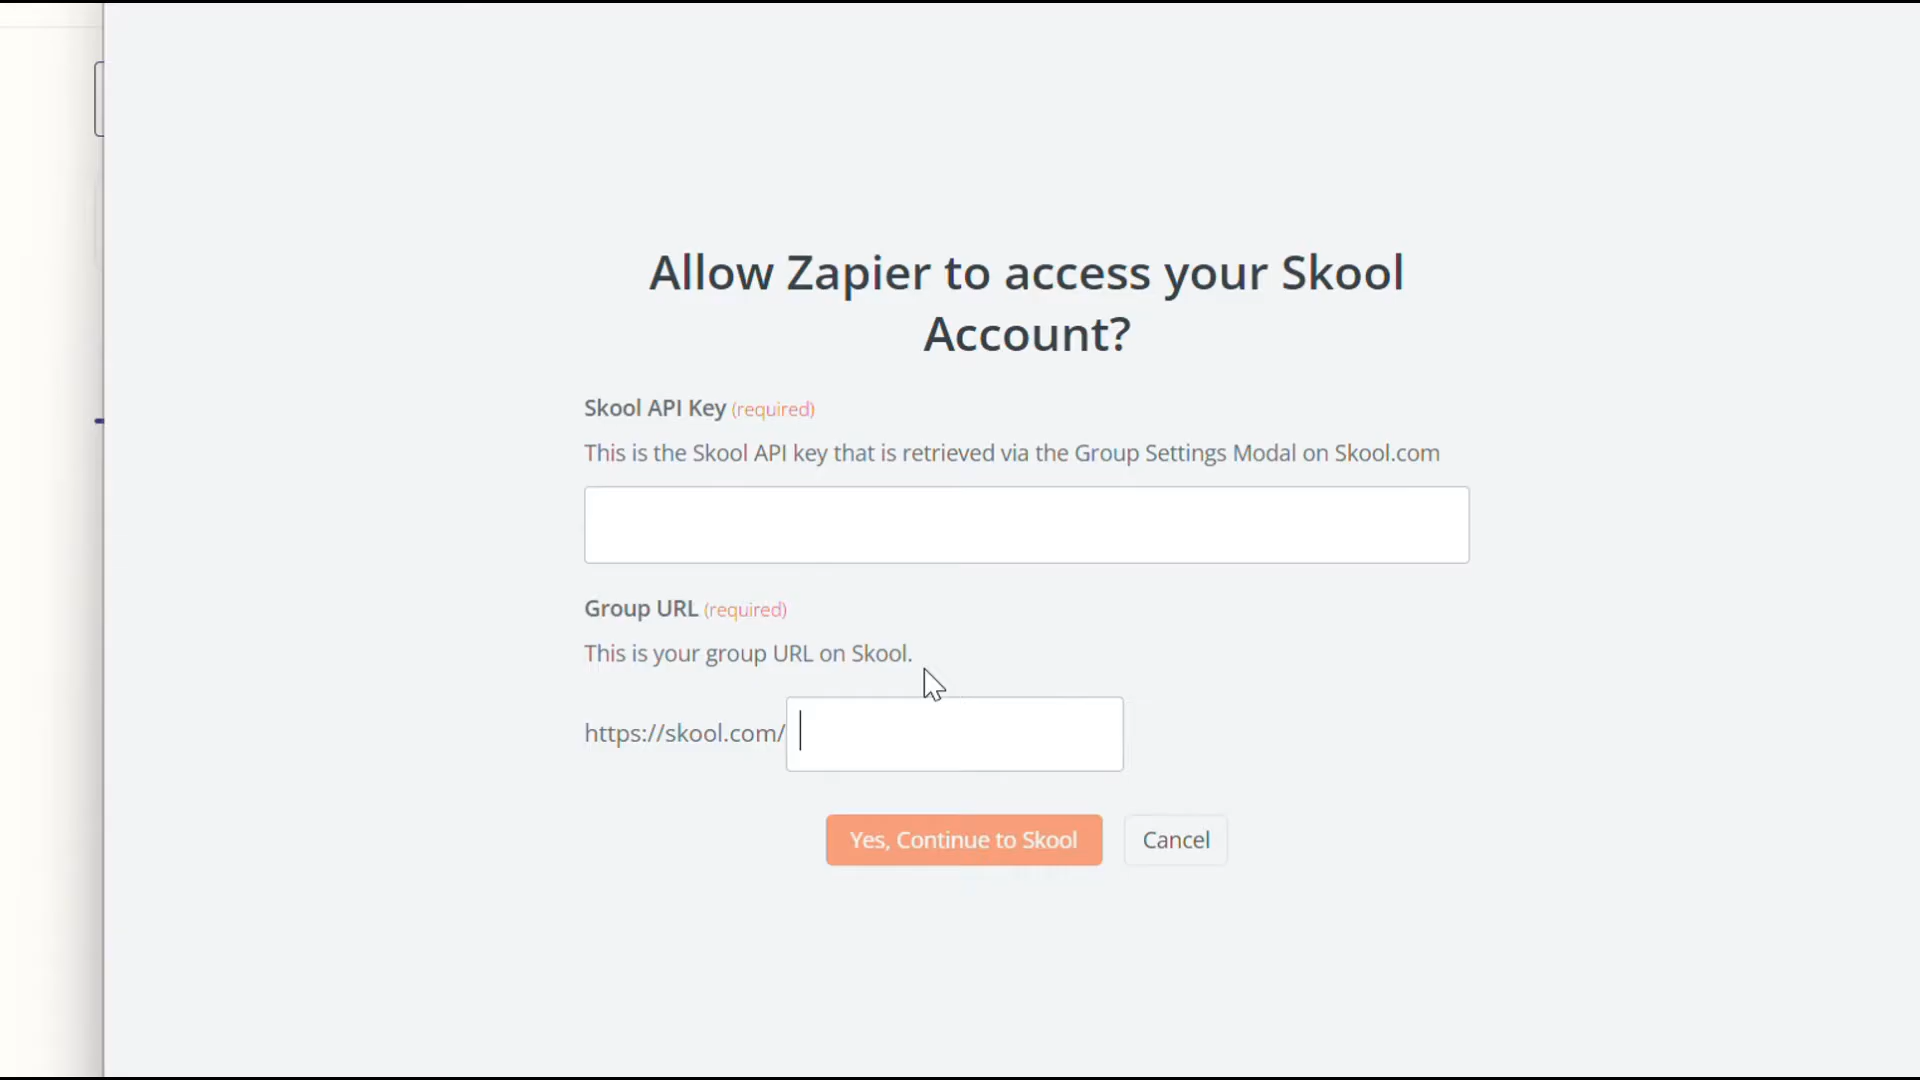 Allow Zapier to access your Skool
Account?
Skool API Key (required)
This is the Skool API key that is retrieved via the Group Settings Modal on Skool.com
Group URL (required)
This is your group URL on Skool.
https://skool.com/
Yes, Continue to Skool
Cancel